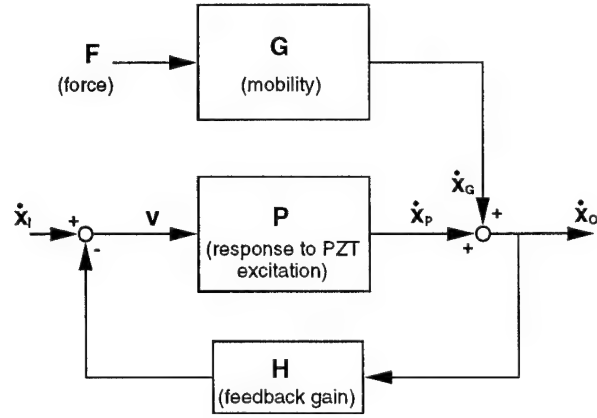 F
(force)
G
(mobility)
ẋG
+
ẋI
+
-
v
P
(response to PZT
excitation)
ẋP
+
ẋO
H
(feedback gain)